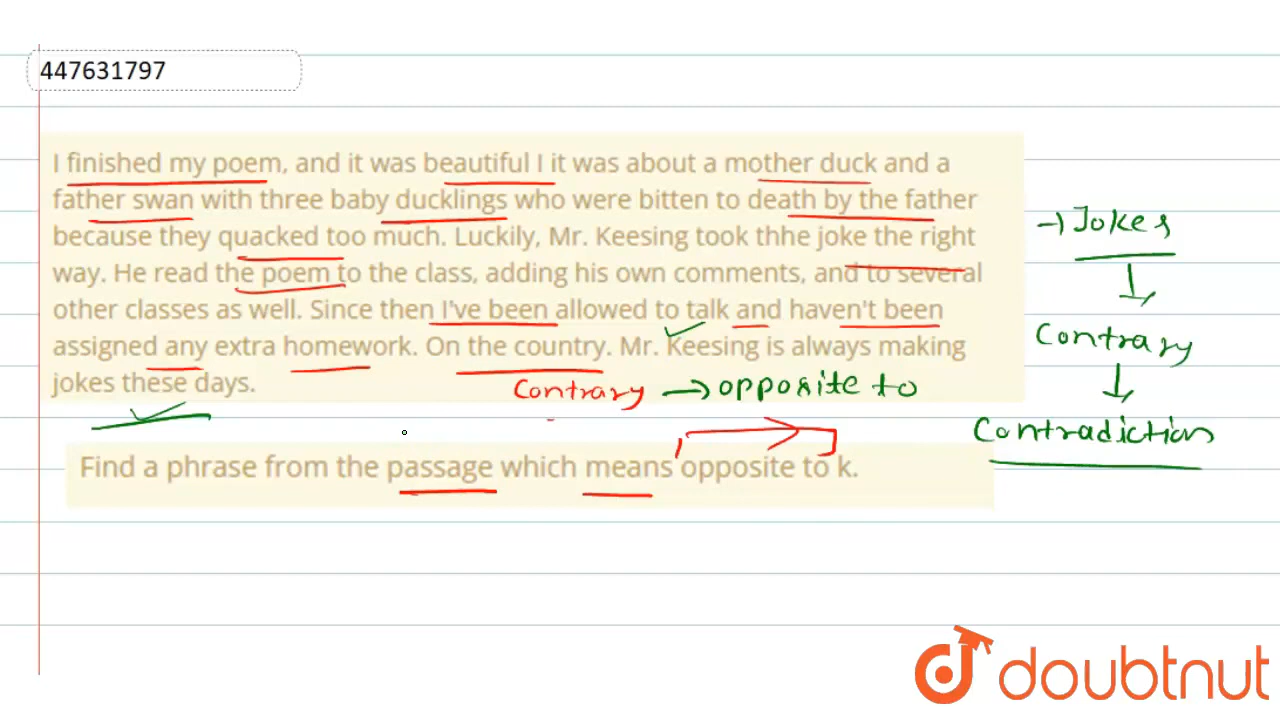 447631797
I finished my poem, and it was beautiful I it was about a mother duck and a
father swan with three baby ducklings who were bitten to death by the father
because they quacked too much. Luckily, Mr. Keesing took thhe joke the right
way. He read the poem to the class, adding his own comments, and to several
other classes as well. Since then I've been allowed to talk and haven't been
assigned any extra homework. On the country. Mr. Keesing is always making
jokes these days.
Contrary → opposite to
→ Jokes
Contrary
Contradiction
Find a phrase from the passage which means opposite to k.
doubtnut